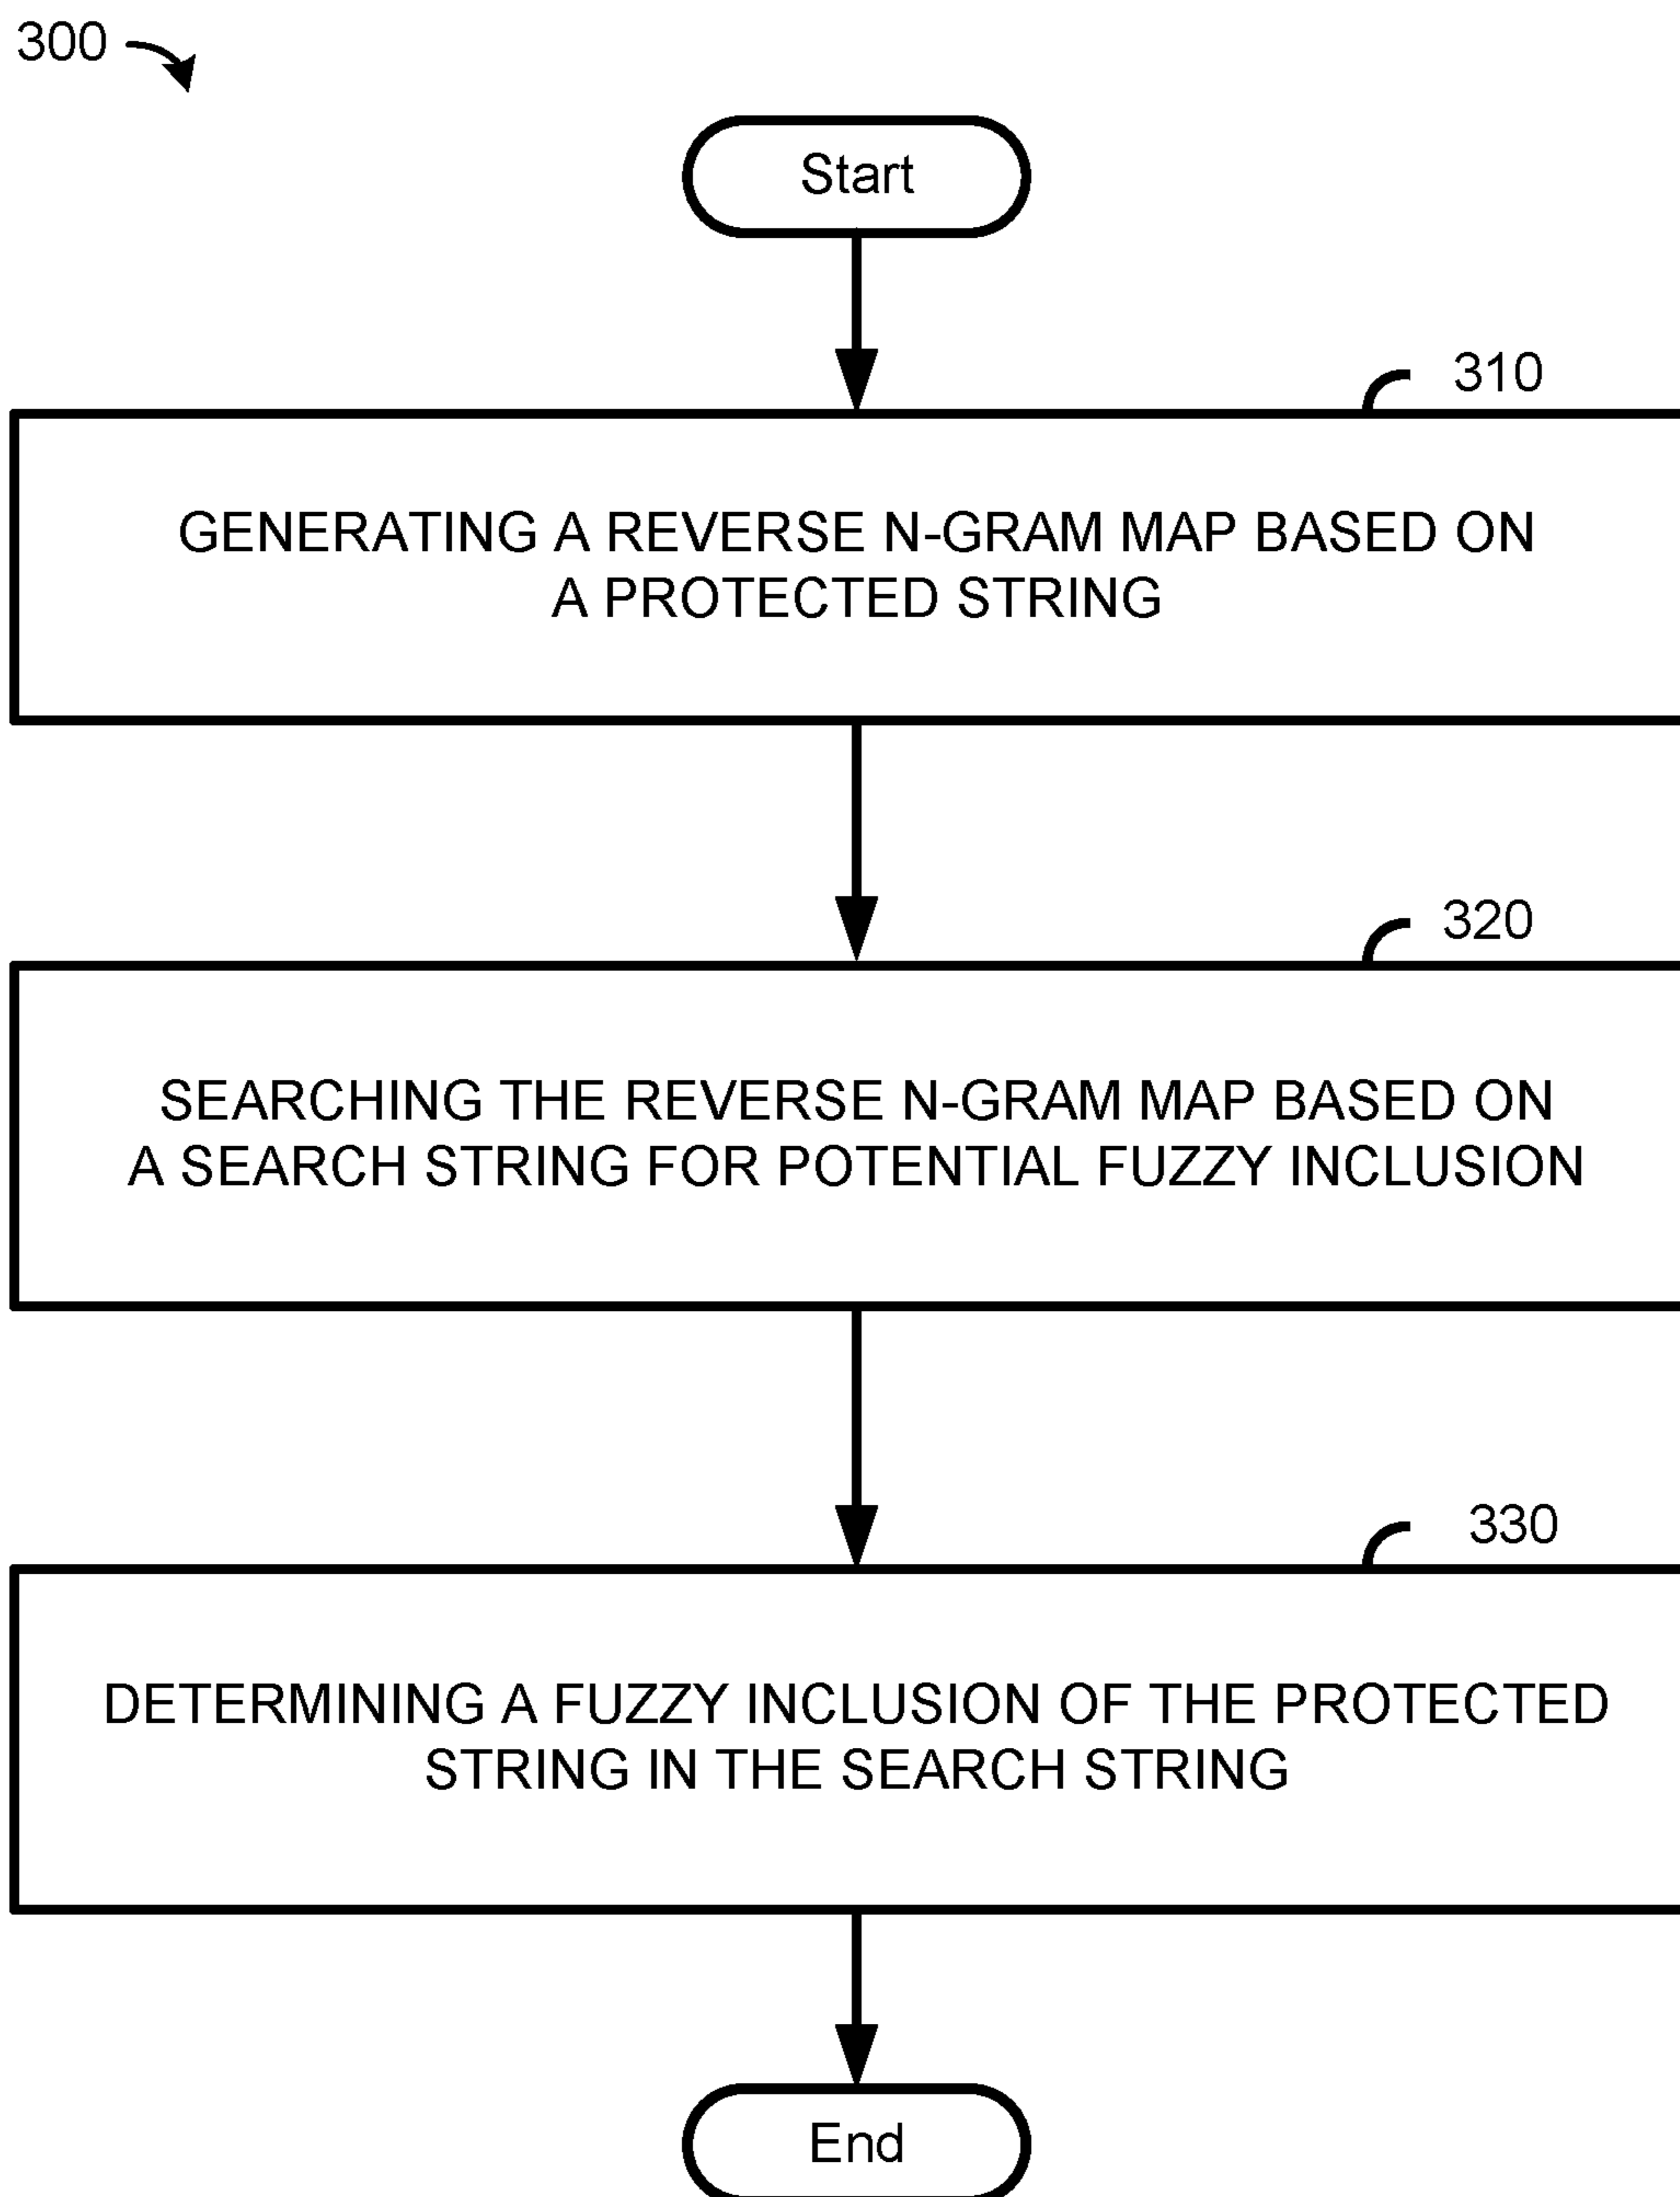 300
Start
310
GENERATING A REVERSE N-GRAM MAP BASED ON
A PROTECTED STRING
320
SEARCHING THE REVERSE N-GRAM MAP BASED ON
A SEARCH STRING FOR POTENTIAL FUZZY INCLUSION
330
DETERMINING A FUZZY INCLUSION OF THE PROTECTED
STRING IN THE SEARCH STRING
End